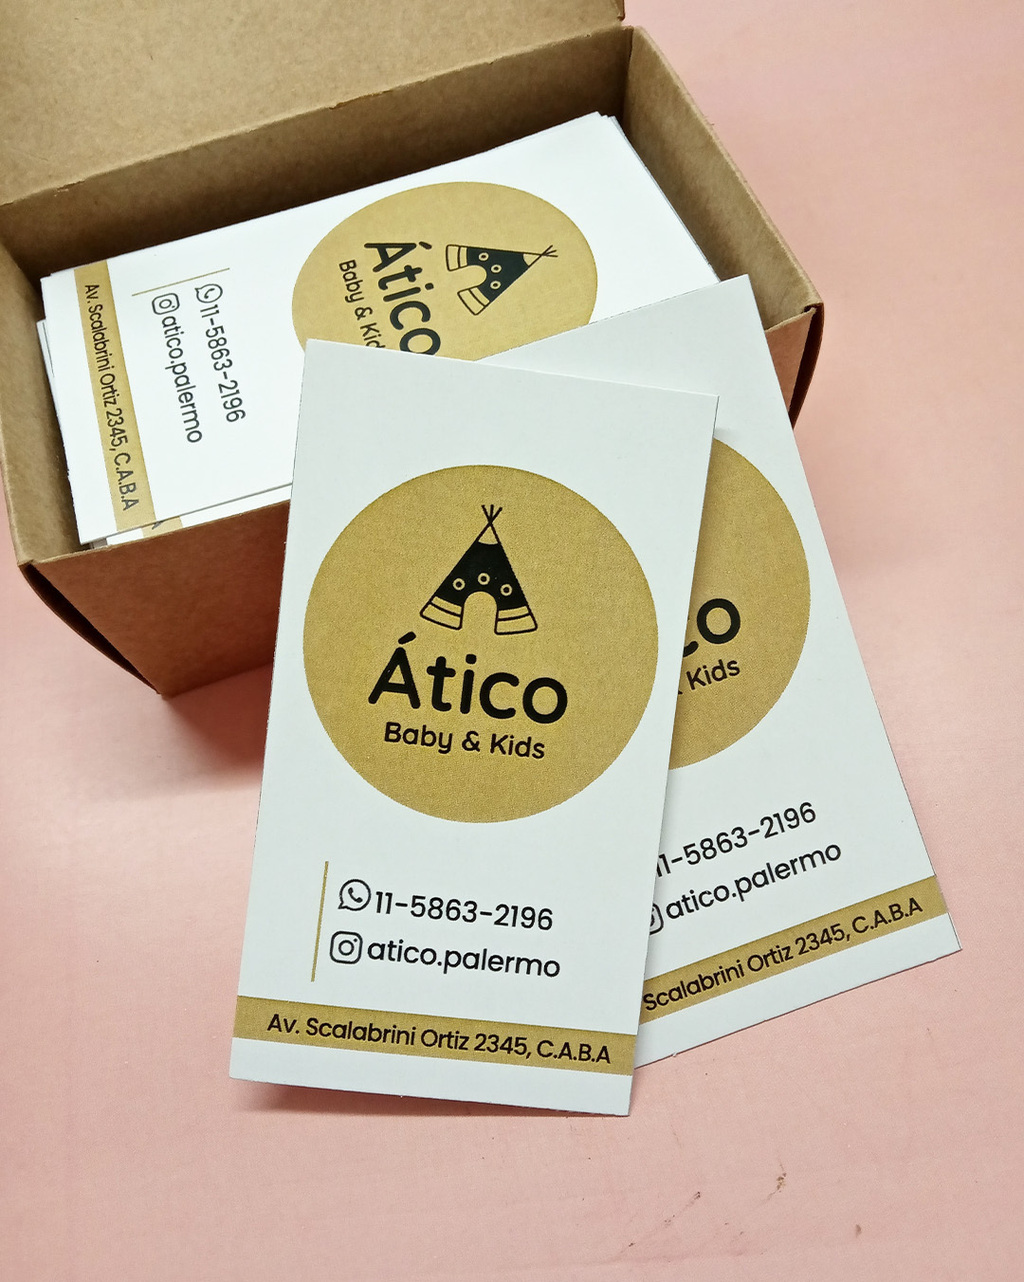 Ático
Baby & Kids
11-5863-2196
atico.palermo
Av. Scalabrini Ortiz 2345, C.A.B.A
Ático
Baby &
11-5863-2196
atico.palermo
Av. Scalabrini Ortiz 2345, C.A.B.A
Kids
11-5863-2196
atico.palermo
Scalabrini Ortiz 2345, C.A.B.A